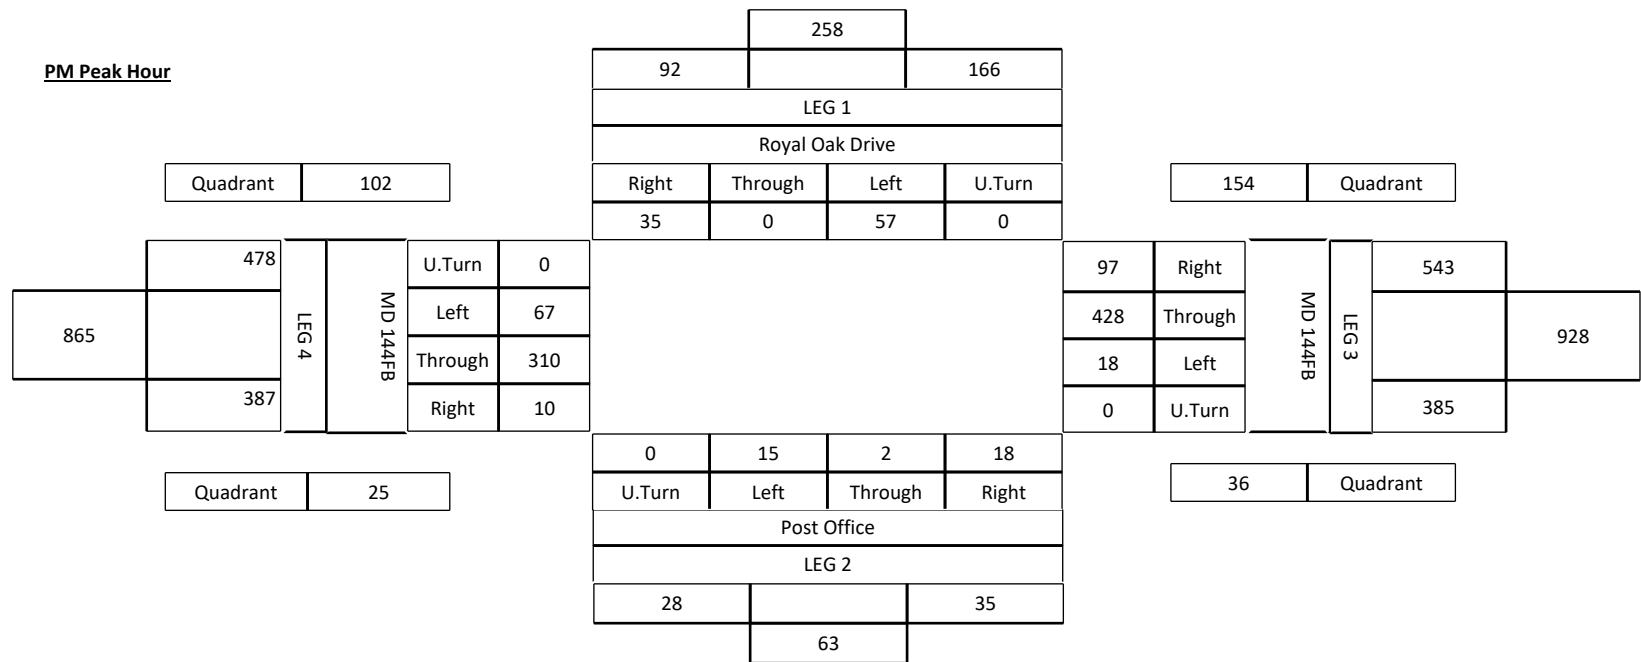 258
PM Peak Hour
92 166
LEG 1
Royal Oak Drive
Quadrant 102
Right Through Left U.Turn
154 Quadrant
35 0 57 0
478
865
387
LEG 4
MD 144FB
U.Turn 0
Left 67
Through 310
Right 10
97 Right
428 Through
18 Left
0 U.Turn
MD 144FB
LEG 3
543
928
385
0 15 2 18
Quadrant 25
U.Turn Left Through Right
36 Quadrant
Post Office
LEG 2
28 35
63